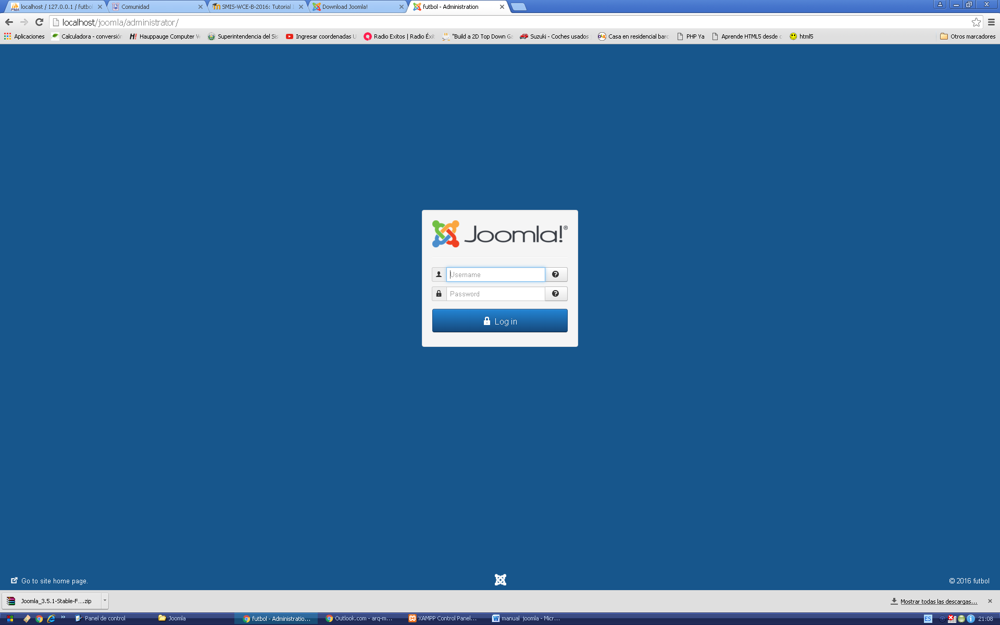 localhost / 127.0.0.1 / futbol
Comunidad
SMIS-WCE-B-2016: Tutorial
Download Joomla!
futbol - Administration
localhost/joomla/administrator/
Aplicaciones
Calculadora - conversión
H! Hauppauge Computer W
Superintendencia del Sis
Ingresar coordenadas U
Radio Exitos | Radio Éxit
"Build a 2D Top Down Ga
Suzuki - Coches usados
Casa en residencial barc
PHP Ya
Aprende HTML5 desde c
html5
Otros marcadores
Joomla!®
Username
Password
Log in
Go to site home page.
© 2016 futbol
Joomla_3.5.1-Stable-F....zip
Mostrar todas las descargas...
Panel de control
Joomla
futbol - Administratio...
Outlook.com - arq-m...
XAMPP Control Panel...
manual joomla - Micr...
ES
21:08